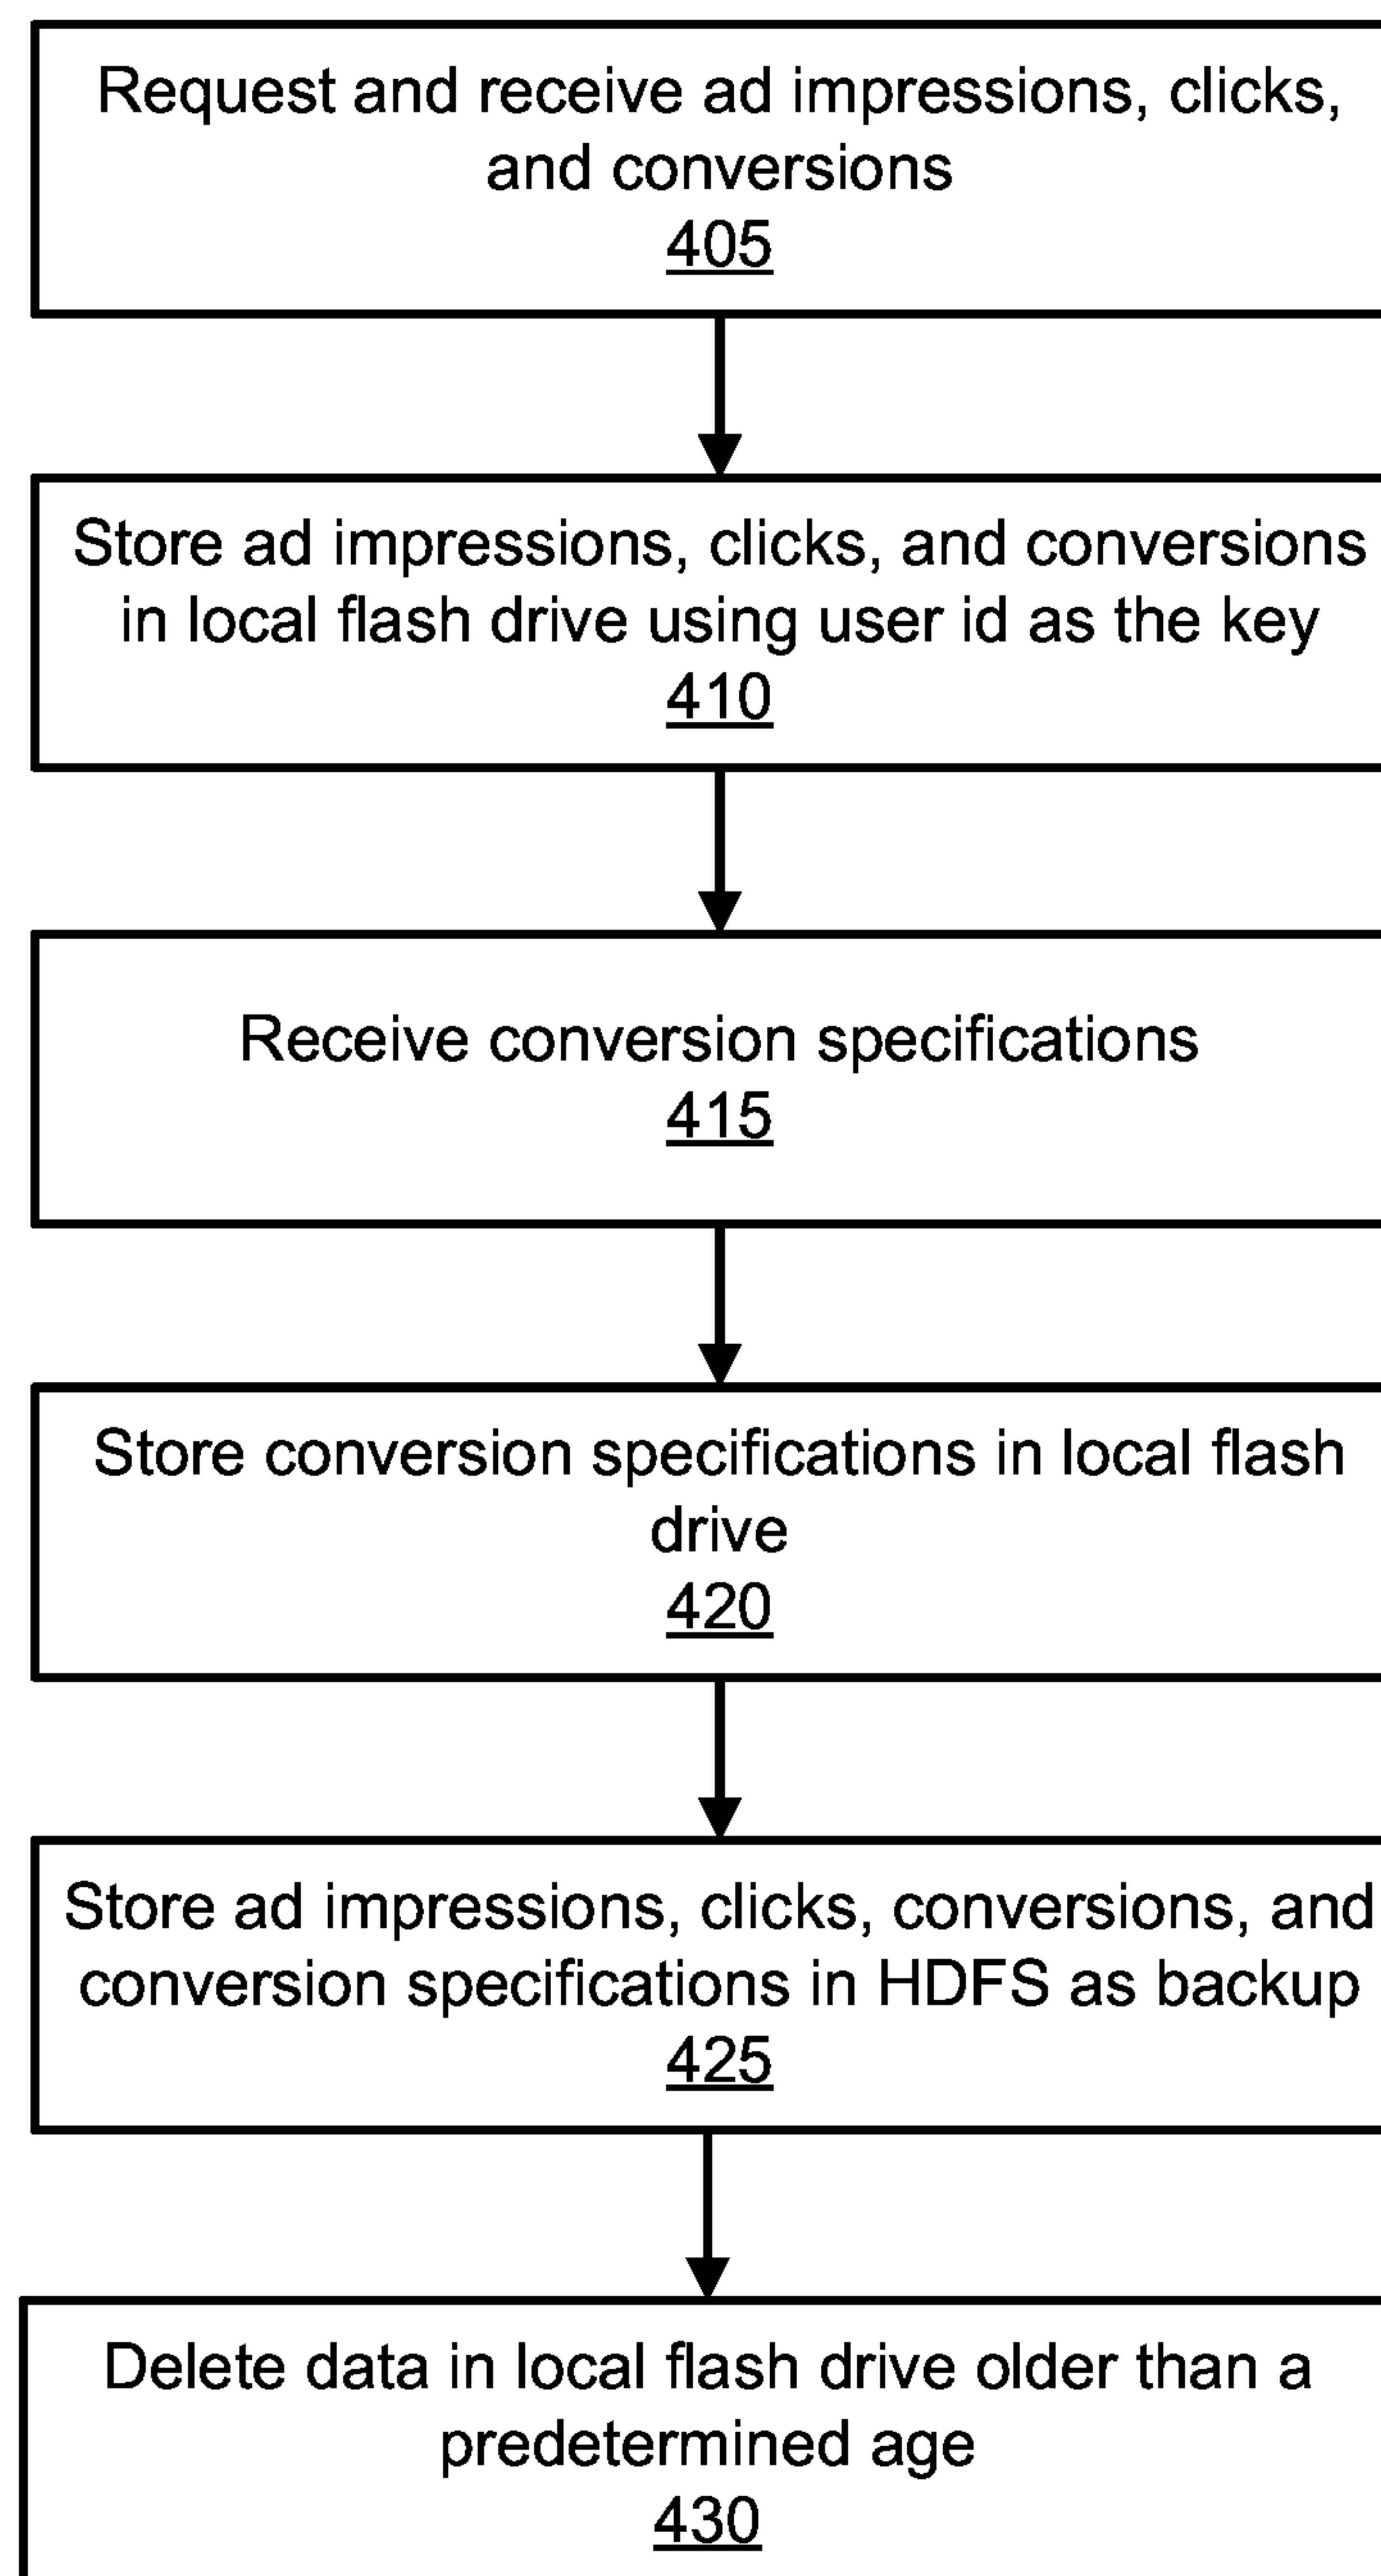 Request and receive ad impressions, clicks,
and conversions
405
Store ad impressions, clicks, and conversions
in local flash drive using user id as the key
410
Receive conversion specifications
415
Store conversion specifications in local flash
drive
420
Store ad impressions, clicks, conversions, and
conversion specifications in HDFS as backup
425
Delete data in local flash drive older than a
predetermined age
430